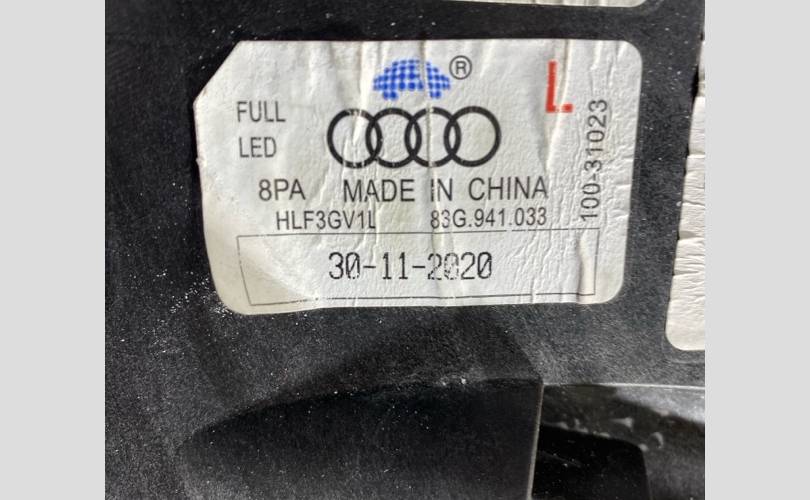 FULL
LED
®
L
8PA MADE IN CHINA
HLF3GV1L 83G.941.033
30-11-2020
100-31023